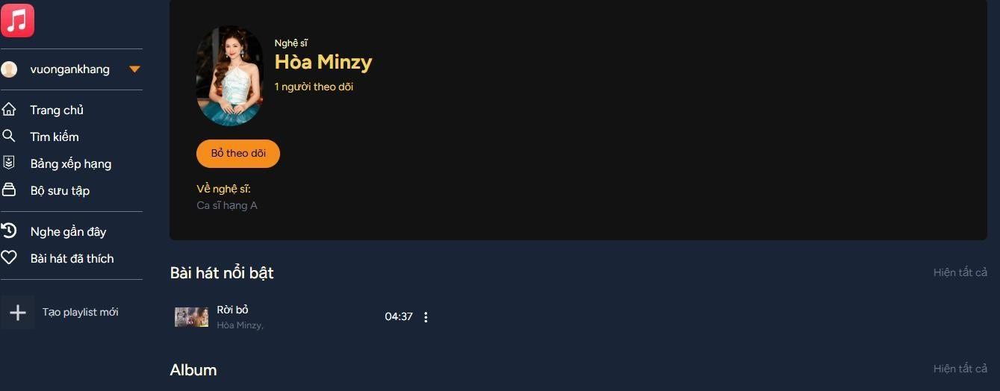 vuongankhang
Trang chủ
Tìm kiếm
Bảng xếp hạng
Bộ sưu tập
Nghe gần đây
Bài hát đã thích
Tạo playlist mới
Nghệ sĩ
Hòa Minzy
1 người theo dõi
Bỏ theo dõi
Về nghệ sĩ:
Ca sĩ hạng A
Bài hát nổi bật
Hiện tất cả
Rời bỏ
Hòa Minzy,
04:37
Album
Hiện tất cả